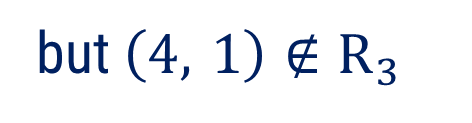 but (4, 1) ∉ R₃